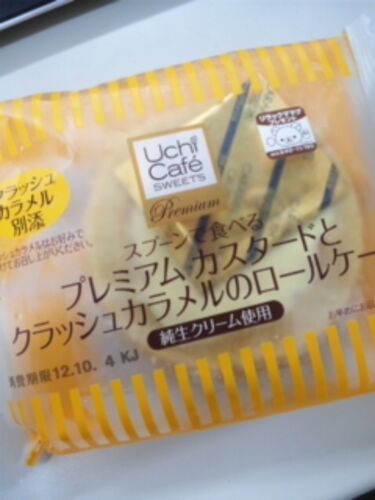 Uchi
Café
SWEETS
Premium
ラッシュ
カラメル
別添
スプーンで食べる
プレミアムカスタードと
クラッシュカラメルのロールケー
純生クリーム使用
消費期限12.10. 4 KJ